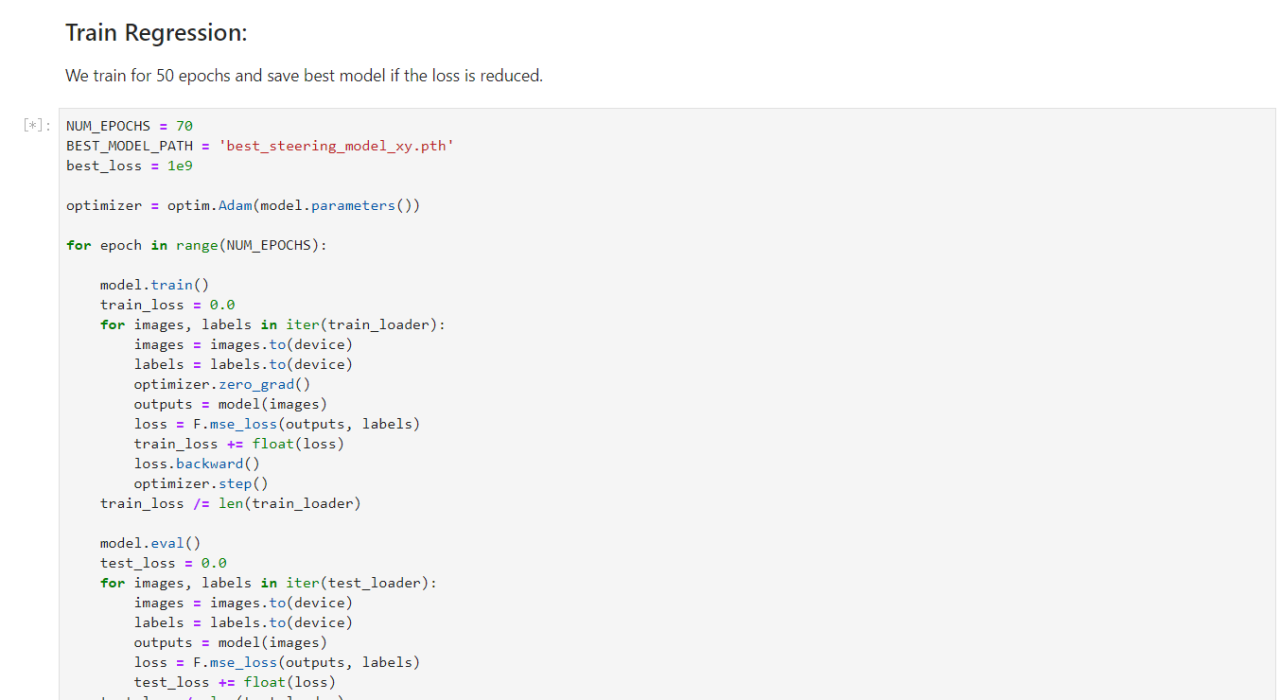 Train Regression:
We train for 50 epochs and save best model if the loss is reduced.
[*]:
NUM_EPOCHS = 70
BEST_MODEL_PATH = 'best_steering_model_xy.pth'
best_loss = 1e9

optimizer = optim.Adam(model.parameters())

for epoch in range(NUM_EPOCHS):

    model.train()
    train_loss = 0.0
    for images, labels in iter(train_loader):
        images = images.to(device)
        labels = labels.to(device)
        optimizer.zero_grad()
        outputs = model(images)
        loss = F.mse_loss(outputs, labels)
        train_loss += float(loss)
        loss.backward()
        optimizer.step()
    train_loss /= len(train_loader)

    model.eval()
    test_loss = 0.0
    for images, labels in iter(test_loader):
        images = images.to(device)
        labels = labels.to(device)
        outputs = model(images)
        loss = F.mse_loss(outputs, labels)
        test_loss += float(loss)